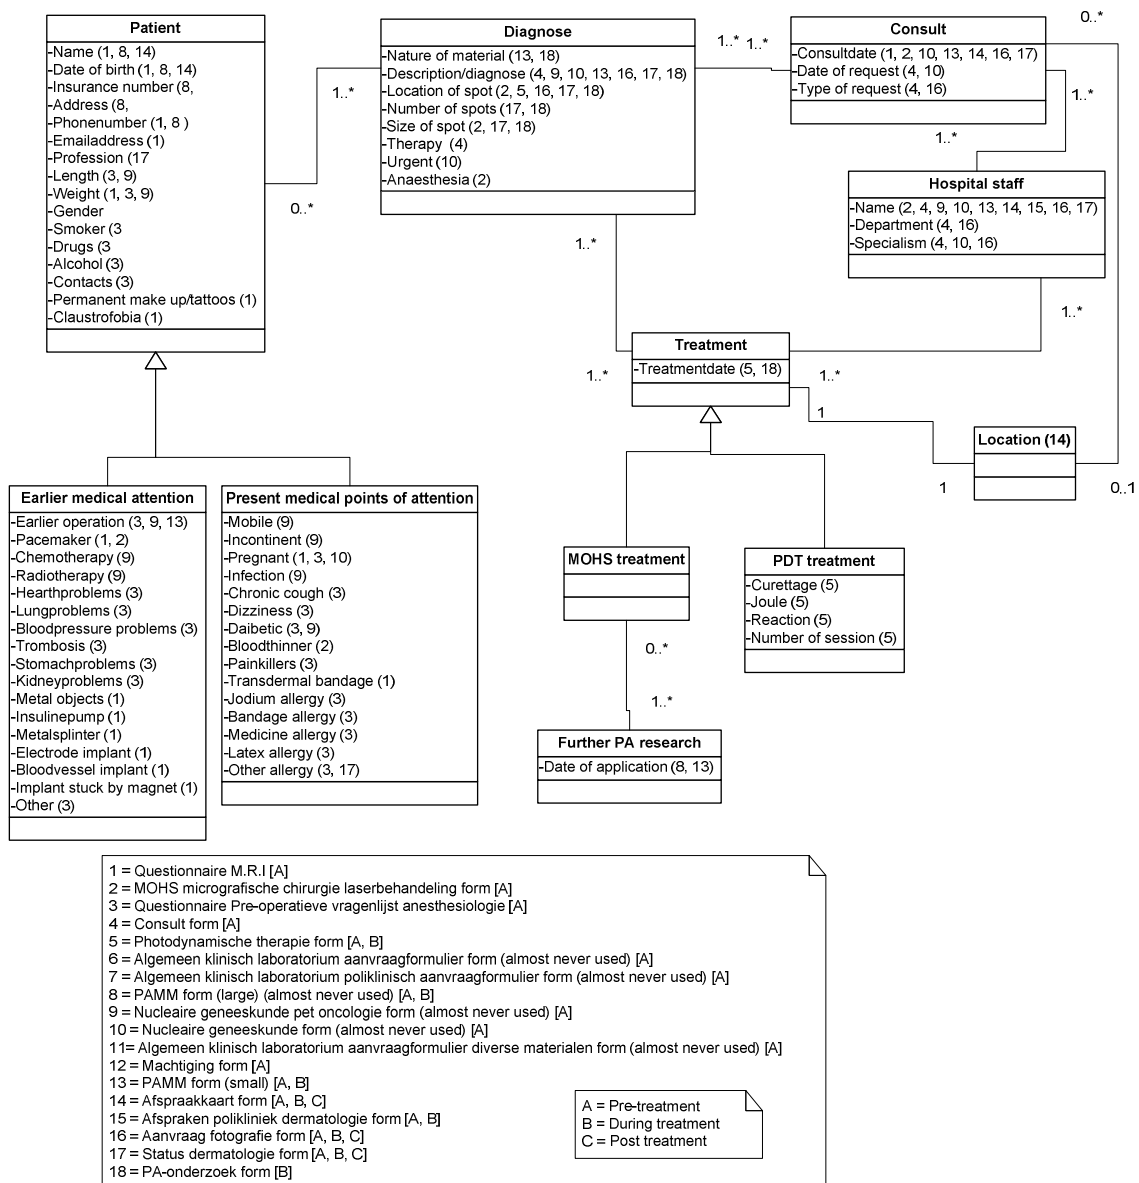 Patient
-Name (1, 8, 14)
-Date of birth (1, 8, 14)
-Insurance number (8,
-Address (8,
-Phonenumber (1, 8 )
-Emailaddress (1)
-Profession (17
-Length (3, 9)
-Weight (1, 3, 9)
-Gender
-Smoker (3
-Drugs (3
-Alcohol (3)
-Contacts (3)
-Permanent make up/tattoos (1)
-Claustrofobia (1)
1..*
0..*
Diagnose
-Nature of material (13, 18)
-Description/diagnose (4, 9, 10, 13, 16, 17, 18)
-Location of spot (2, 5, 16, 17, 18)
-Number of spots (17, 18)
-Size of spot (2, 17, 18)
-Therapy (4)
-Urgent (10)
-Anaesthesia (2)
1..* 1..*
Consult
-Consultdate (1, 2, 10, 13, 14, 16, 17)
-Date of request (4, 10)
-Type of request (4, 16)
0..*
1..*
1..*
Hospital staff
-Name (2, 4, 9, 10, 13, 14, 15, 16, 17)
-Department (4, 16)
-Specialism (4, 10, 16)
1..*
1..*
Treatment
-Treatmentdate (5, 18)
1..*
1..*
1
Location (14)
1
0..1
Earlier medical attention
-Earlier operation (3, 9, 13)
-Pacemaker (1, 2)
-Chemotherapy (9)
-Radiotherapy (9)
-Hearthproblems (3)
-Lungproblems (3)
-Bloodpressure problems (3)
-Trombosis (3)
-Stomachproblems (3)
-Kidneyproblems (3)
-Metal objects (1)
-Insulinepump (1)
-Metalsplinter (1)
-Electrode implant (1)
-Bloodvessel implant (1)
-Implant stuck by magnet (1)
-Other (3)
Present medical points of attention
-Mobile (9)
-Incontinent (9)
-Pregnant (1, 3, 10)
-Infection (9)
-Chronic cough (3)
-Dizziness (3)
-Daibetic (3, 9)
-Bloodthinner (2)
-Painkillers (3)
-Transdermal bandage (1)
-Jodium allergy (3)
-Bandage allergy (3)
-Medicine allergy (3)
-Latex allergy (3)
-Other allergy (3, 17)
MOHS treatment
PDT treatment
-Curettage (5)
-Joule (5)
-Reaction (5)
-Number of session (5)
0..*
1..*
Further PA research
-Date of application (8, 13)
1 = Questionnaire M.R.I [A]
2 = MOHS micrografische chirurgie laserbehandeling form [A]
3 = Questionnaire Pre-operatieve vragenlijst anesthesiologie [A]
4 = Consult form [A]
5 = Photodynamische therapie form [A, B]
6 = Algemeen klinisch laboratorium aanvraagformulier form (almost never used) [A]
7 = Algemeen klinisch laboratorium poliklinisch aanvraagformulier form (almost never used) [A]
8 = PAMM form (large) (almost never used) [A, B]
9 = Nucleaire geneeskunde pet oncologie form (almost never used) [A]
10 = Nucleaire geneeskunde form (almost never used) [A]
11= Algemeen klinisch laboratorium aanvraagformulier diverse materialen form (almost never used) [A]
12 = Machtiging form [A]
13 = PAMM form (small) [A, B]
14 = Afspraakkaart form [A, B, C]
15 = Afspraken polikliniek dermatologie form [A, B]
16 = Aanvraag fotografie form [A, B, C]
17 = Status dermatologie form [A, B, C]
18 = PA-onderzoek form [B]
A = Pre-treatment
B = During treatment
C = Post treatment